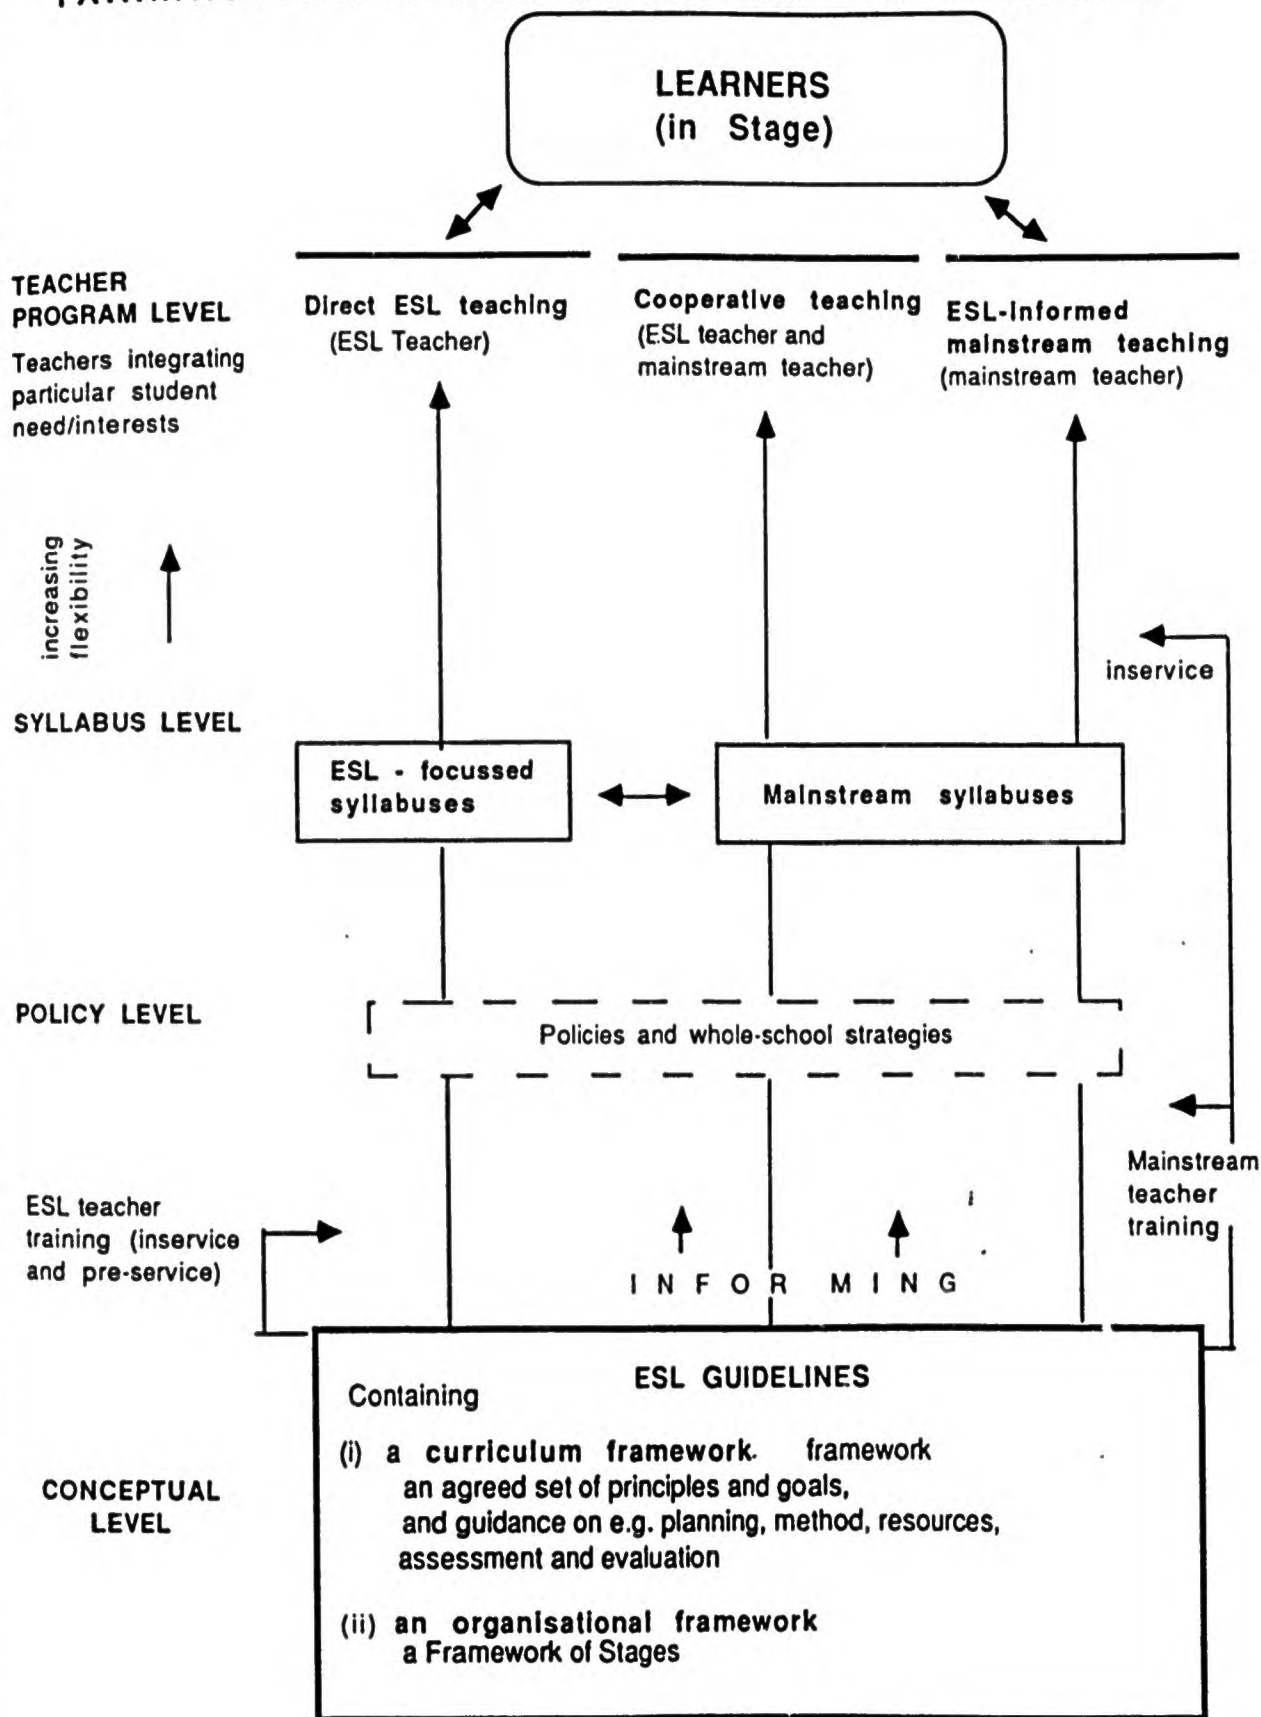 LEARNERS
(in Stage)
TEACHER
PROGRAM LEVEL
Teachers integrating
particular student
need/interests
Direct ESL teaching
(ESL Teacher)
Cooperative teaching
(ESL teacher and
mainstream teacher)
ESL-informed
mainstream teaching
(mainstream teacher)
increasing
flexibility
inservice
SYLLABUS LEVEL
ESL - focussed
syllabuses
Mainstream syllabuses
POLICY LEVEL
Policies and whole-school strategies
Mainstream
teacher
training
ESL teacher
training (inservice
and pre-service)
INFORMING
CONCEPTUAL
LEVEL
ESL GUIDELINES
Containing
(i) a curriculum framework. framework
an agreed set of principles and goals,
and guidance on e.g. planning, method, resources,
assessment and evaluation
(ii) an organisational framework
a Framework of Stages